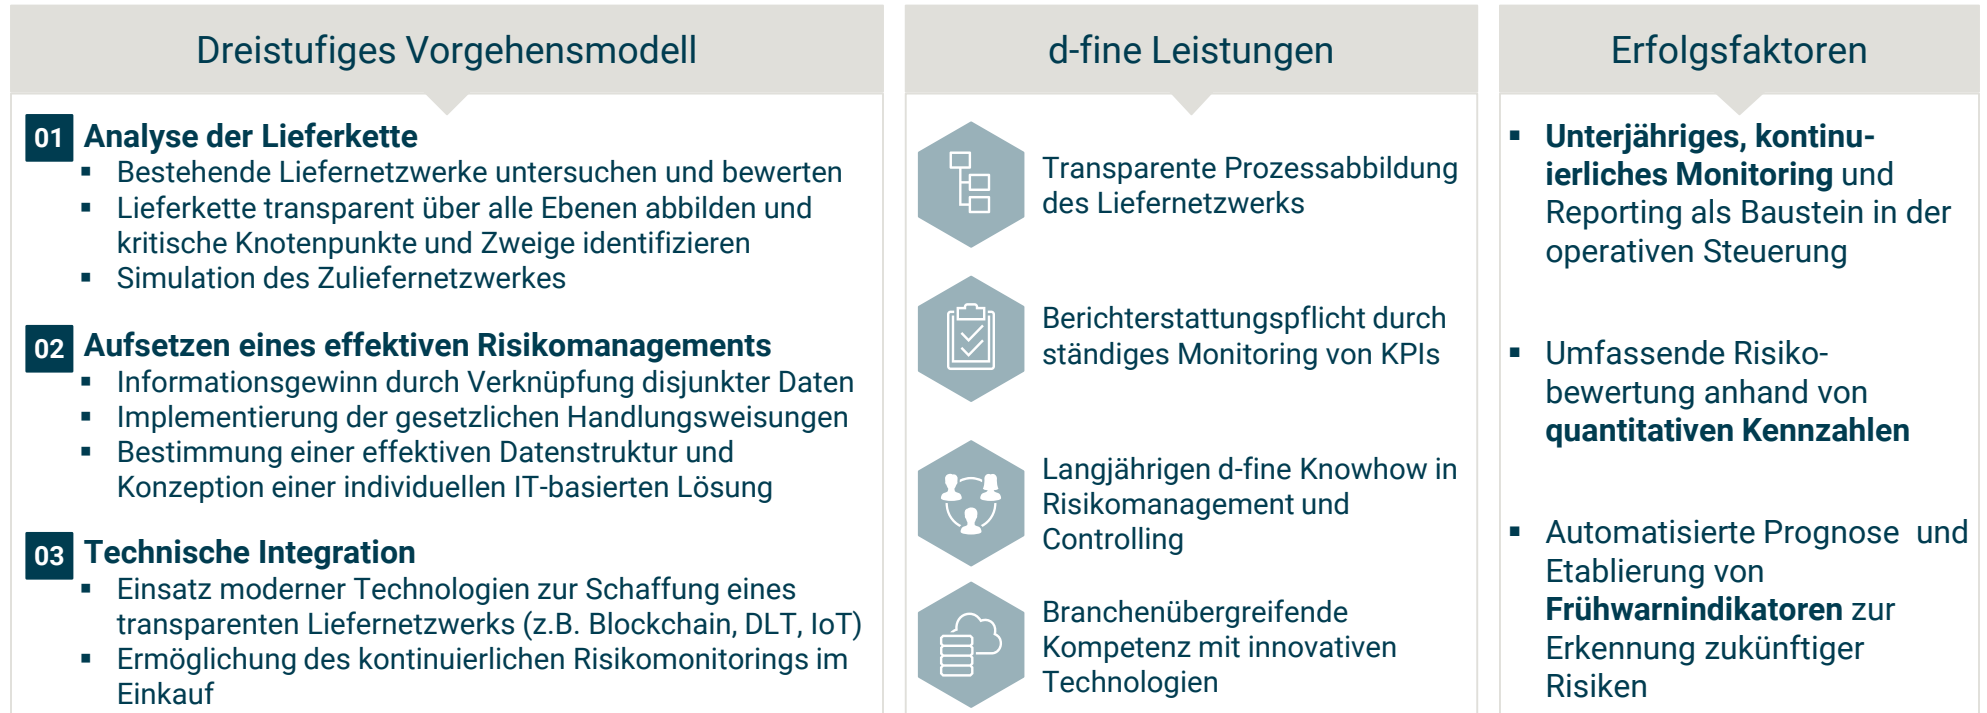 Dreistufiges Vorgehensmodell
01 Analyse der Lieferkette
▪ Bestehende Liefernetzwerke untersuchen und bewerten
▪ Lieferkette transparent über alle Ebenen abbilden und
kritische Knotenpunkte und Zweige identifizieren
▪ Simulation des Zuliefernetzwerkes
02 Aufsetzen eines effektiven Risikomanagements
▪ Informationsgewinn durch Verknüpfung disjunkter Daten
▪ Implementierung der gesetzlichen Handlungsweisungen
▪ Bestimmung einer effektiven Datenstruktur und
Konzeption einer individuellen IT-basierten Lösung
03 Technische Integration
▪ Einsatz moderner Technologien zur Schaffung eines
transparenten Liefernetzwerks (z.B. Blockchain, DLT, IoT)
▪ Ermöglichung des kontinuierlichen Risikomonitorings im
Einkauf
d-fine Leistungen
Transparente Prozessabbildung
des Liefernetzwerks
Berichterstattungspflicht durch
ständiges Monitoring von KPIs
Langjährigen d-fine Knowhow in
Risikomanagement und
Controlling
Branchenübergreifende
Kompetenz mit innovativen
Technologien
Erfolgsfaktoren
▪ Unterjähriges, kontinu-
ierliches Monitoring und
Reporting als Baustein in der
operativen Steuerung
▪ Umfassende Risiko-
bewertung anhand von
quantitativen Kennzahlen
▪ Automatisierte Prognose und
Etablierung von
Frühwarnindikatoren zur
Erkennung zukünftiger
Risiken